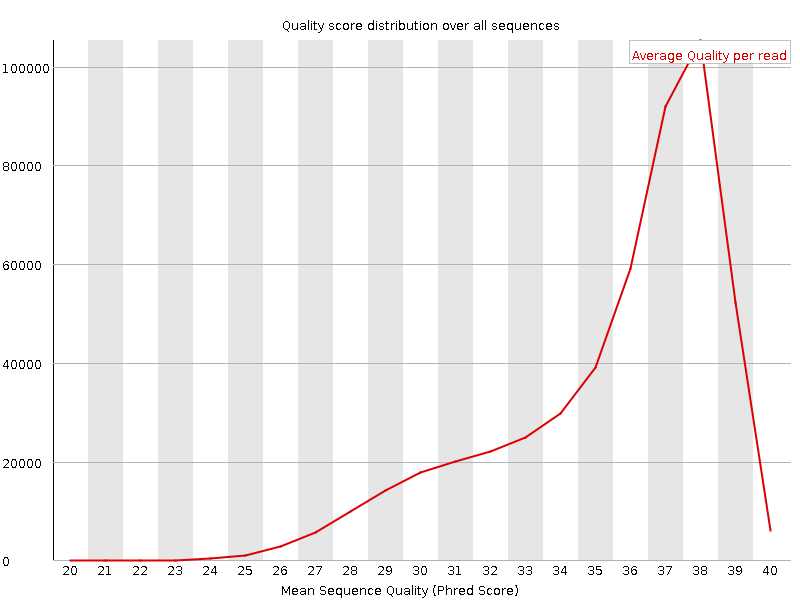 Quality score distribution over all sequences
Average Quality per read
100000
80000
60000
40000
20000
0
20 21 22 23 24 25 26 27 28 29 30 31 32 33 34 35 36 37 38 39 40
Mean Sequence Quality (Phred Score)